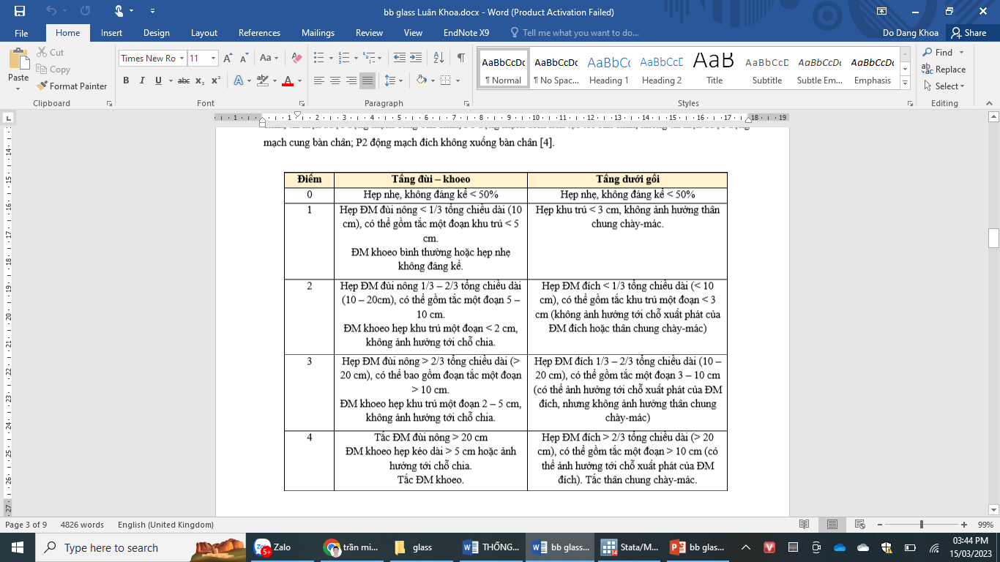 bb glass Luân Khoa.docx - Word (Product Activation Failed)
File Home Insert Design Layout References Mailings Review View EndNote X9 Tell me what you want to do... Do Dang Khoa Share
Paste
Cut
Copy
Format Painter
Clipboard
Times New Ro 11
Font
Paragraph
AaBbCcDc AaBbCcDc AaBbCc AaBbCcD AaB AaBbCcD AaBbCcDc AaBbCcDc
¶ Normal ¶ No Spac... Heading 1 Heading 2 Title Subtitle Subtle Em... Emphasis
Styles
Find
Replace
Select
Editing
mạch cung bàn chân; P2 động mạch đích không xuống bàn chân [4].
Điểm Tầng đùi – khoeo Tầng dưới gối
0 Hẹp nhẹ, không đáng kể < 50% Hẹp nhẹ, không đáng kể < 50%
1 Hẹp ĐM đùi nông < 1/3 tổng chiều dài (10
cm), có thể gồm tắc một đoạn khu trú < 5
cm.
ĐM khoeo bình thường hoặc hẹp nhẹ
không đáng kể.
Hẹp khu trú < 3 cm, không ảnh hưởng thân
chung chày-mác.
2 Hẹp ĐM đùi nông 1/3 – 2/3 tổng chiều dài
(10 – 20cm), có thể gồm tắc một đoạn 5 –
10 cm.
ĐM khoeo hẹp khu trú một đoạn < 2 cm,
không ảnh hưởng tới chỗ chia.
Hẹp ĐM đích < 1/3 tổng chiều dài (< 10
cm), có thể gồm tắc khu trú một đoạn < 3
cm (không ảnh hưởng tới chỗ xuất phát của
ĐM đích hoặc thân chung chày-mác)
3 Hẹp ĐM đùi nông > 2/3 tổng chiều dài (>
20 cm), có thể bao gồm đoạn tắc một đoạn
> 10 cm.
ĐM khoeo hẹp khu trú một đoạn 2 – 5 cm,
không ảnh hưởng tới chỗ chia.
Hẹp ĐM đích 1/3 – 2/3 tổng chiều dài (10 –
20 cm), có thể gồm tắc một đoạn 3 – 10 cm
(có thể ảnh hưởng tới chỗ xuất phát của ĐM
đích, nhưng không ảnh hưởng thân chung
chày-mác)
4 Tắc ĐM đùi nông > 20 cm
ĐM khoeo hẹp kéo dài > 5 cm hoặc ảnh
hưởng tới chỗ chia.
Tắc ĐM khoeo.
Hẹp ĐM đích > 2/3 tổng chiều dài (> 20
cm), có thể gồm tắc một đoạn > 10 cm (có
thể ảnh hưởng tới chỗ xuất phát của ĐM
đích). Tắc thân chung chày-mác.
Page 3 of 9 4826 words English (United Kingdom) 99%
Type here to search Zalo 5+ trần mi... glass THỐNG... bb glass... Stata/M... bb glas... 03:44 PM
15/03/2023